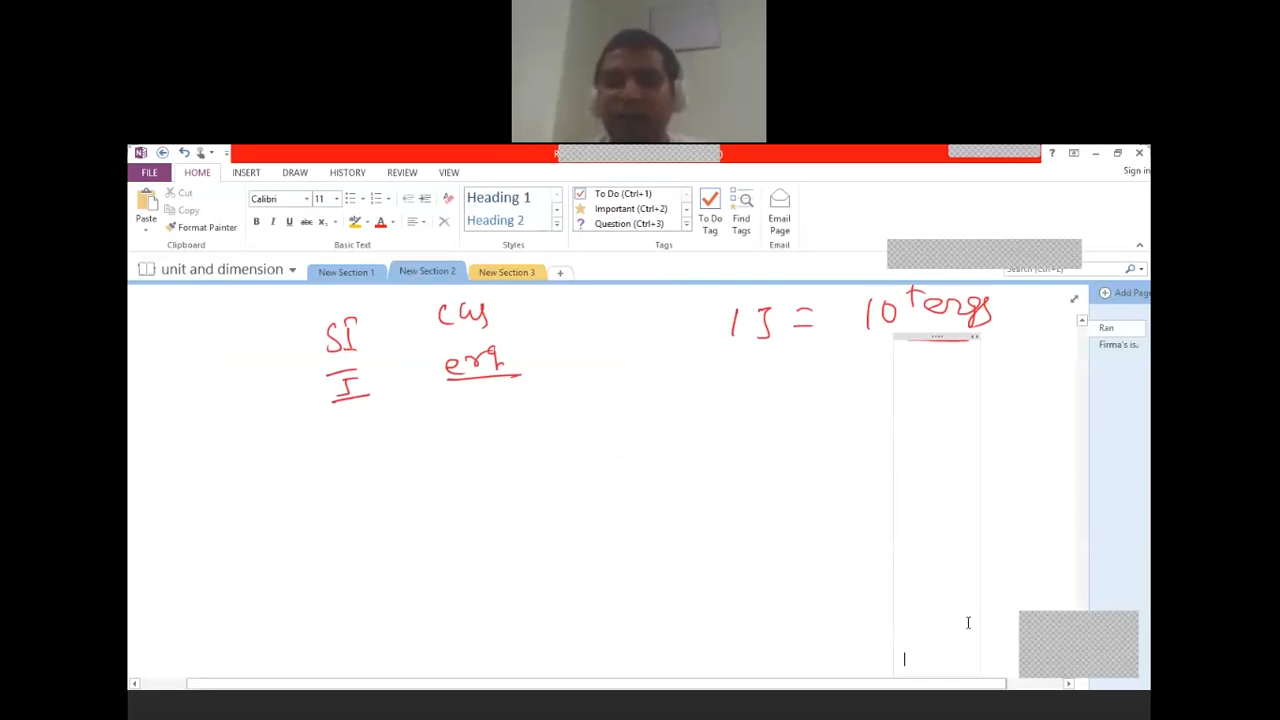 FILE HOME INSERT DRAW HISTORY REVIEW VIEW Sign in
Paste Cut Copy Format Painter Clipboard
Calibri 11 Basic Text
Heading 1
Heading 2
Styles
To Do (Ctrl+1)
Important (Ctrl+2)
Question (Ctrl+3)
Tags
To Do Tag
Find Tags
Email Page
Email
unit and dimension New Section 1 New Section 2 New Section 3
Add Page
Ran
Firma's is.
SI cgs 1 J = 10⁷ ergs
J erg